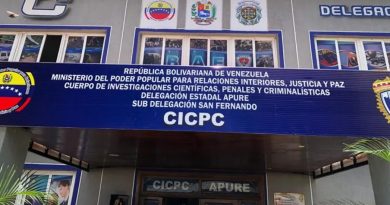 C
DELEGAC
REPÚBLICA BOLIVARIANA DE VENEZUELA
MINISTERIO DEL PODER POPULAR PARA RELACIONES INTERIORES, JUSTICIA Y PAZ
CUERPO DE INVESTIGACIONES CIENTÍFICAS, PENALES Y CRIMINALÍSTICAS
DELEGACIÓN ESTADAL APURE
SUB DELEGACIÓN SAN FERNANDO
CICPC
CICPC APURE